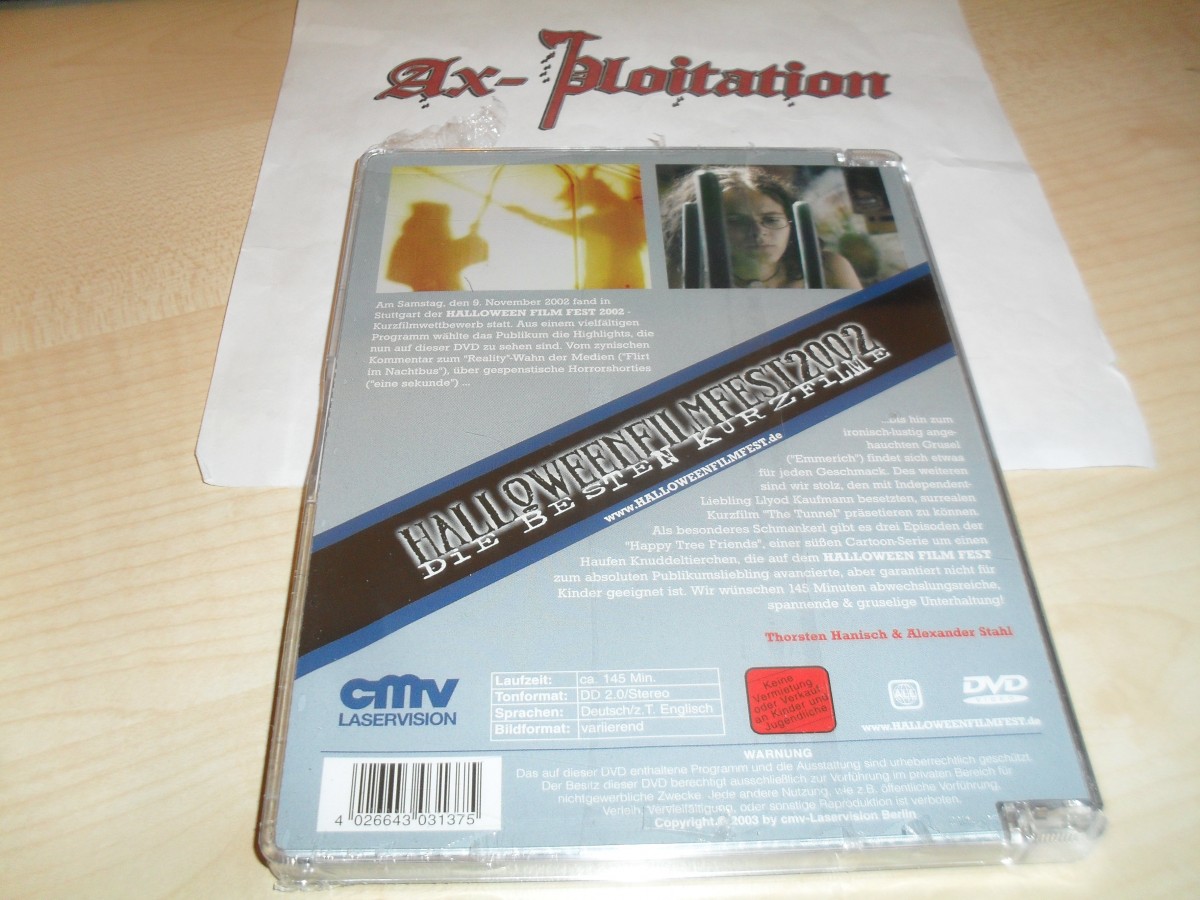 Ax-Ploitation
Am Samstag, den 9. November 2002 fand in
Stuttgart der HALLOWEEN FILM FEST 2002 -
Kurzfilmwettbewerb statt. Aus einem vielfältigen
Programm wählte das Publikum die Highlights, die
nun auf dieser DVD zu sehen sind. Vom zynischen
Kommentar zum "Reality"-Wahn der Medien ("Flirt
im Nachtbus"), über gespenstische Horrorshorties
("eine sekunde") ...
HALLOWEENFILMFEST2002
DiE BESTEN KURZFiLME
www.HALLOWEENFILMFEST.de
...bis hin zum
ironisch-lustig ange-
hauchten Grusel
("Emmerich") findet sich etwas
für jeden Geschmack. Des weiteren
sind wir stolz, den mit Independent-
Liebling Llyod Kaufmann besetzten, surrealen
Kurzfilm "The Tunnel" präsetieren zu können.
Als besonderes Schmankerl gibt es drei Episoden der
"Happy Tree Friends", einer süßen Cartoon-Serie um einen
Haufen Knuddeltierchen, die auf dem HALLOWEEN FILM FEST
zum absoluten Publikumsliebling avancierte, aber garantiert nicht für
Kinder geeignet ist. Wir wünschen 145 Minuten abwechslungsreiche,
spannende & gruselige Unterhaltung!
Thorsten Hanisch & Alexander Stahl
cmv
LASERVISION
Laufzeit: ca. 145 Min.
Tonformat: DD 2.0/Stereo
Sprachen: Deutsch/z.T. Englisch
Bildformat: variierend
Keine
Vermietung
oder Verkauf
an Kinder und
Jugendliche
ALL
DVD
www.HALLOWEENFILMFEST.de
WARNUNG
Das auf dieser DVD enthaltene Programm und die Ausstattung sind urheberrechtlich geschützt.
Der Besitz dieser DVD berechtigt ausschließlich zur Vorführung im privaten Bereich für
nichtgewerbliche Zwecke. Jede andere Nutzung, wie z.B. öffentliche Vorführung,
Verleih, Vervielfältigung, oder sonstige Reproduktion ist verboten.
Copyright © 2003 by cmv-Laservision Berlin
4 026643 031375